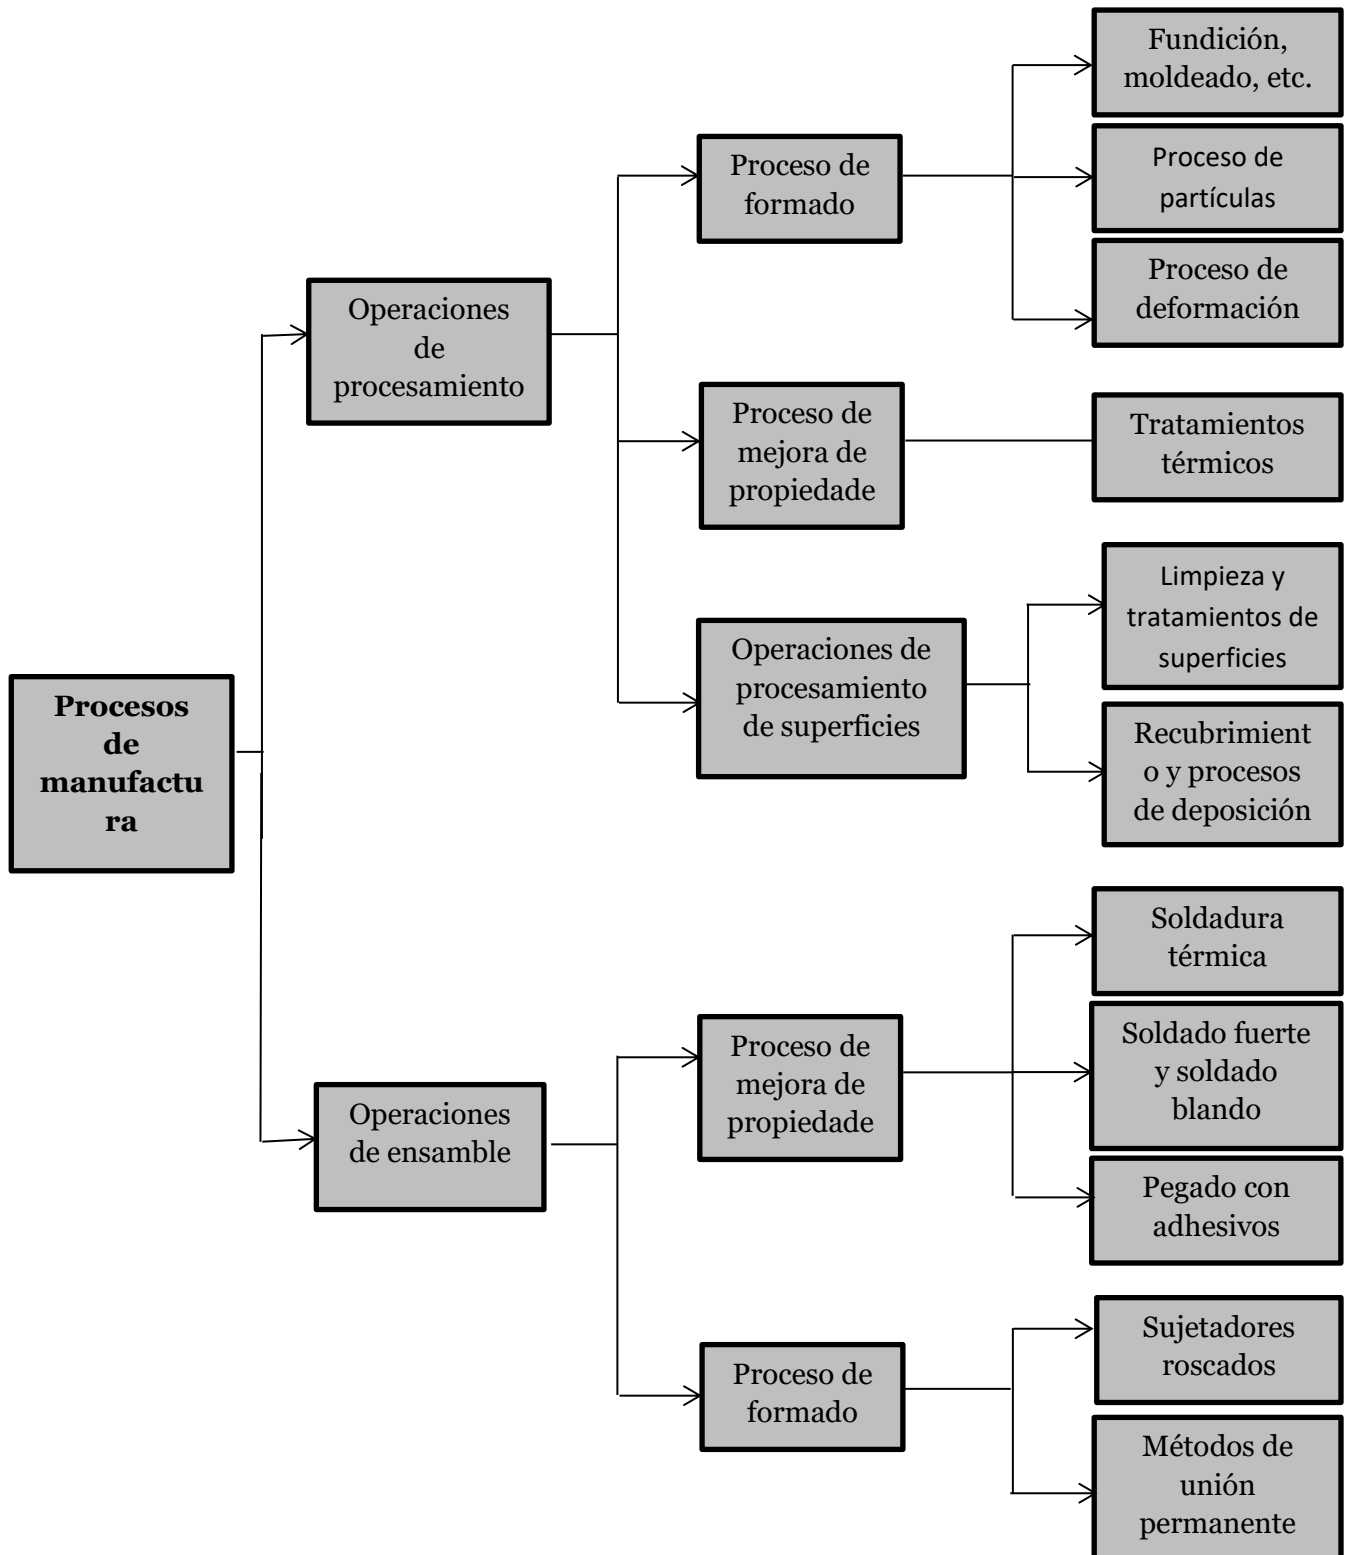 Fundición,
moldeado, etc.
Proceso de
partículas
Proceso de
deformación
Proceso de
formado
Operaciones
de
procesamiento
Proceso de
mejora de
propiedade
Tratamientos
térmicos
Limpieza y
tratamientos de
superficies
Operaciones de
procesamiento
de superficies
Recubrimient
o y procesos
de deposición
Procesos
de
manufactu
ra
Soldadura
térmica
Soldado fuerte
y soldado
blando
Proceso de
mejora de
propiedade
Operaciones
de ensamble
Pegado con
adhesivos
Sujetadores
roscados
Proceso de
formado
Métodos de
unión
permanente